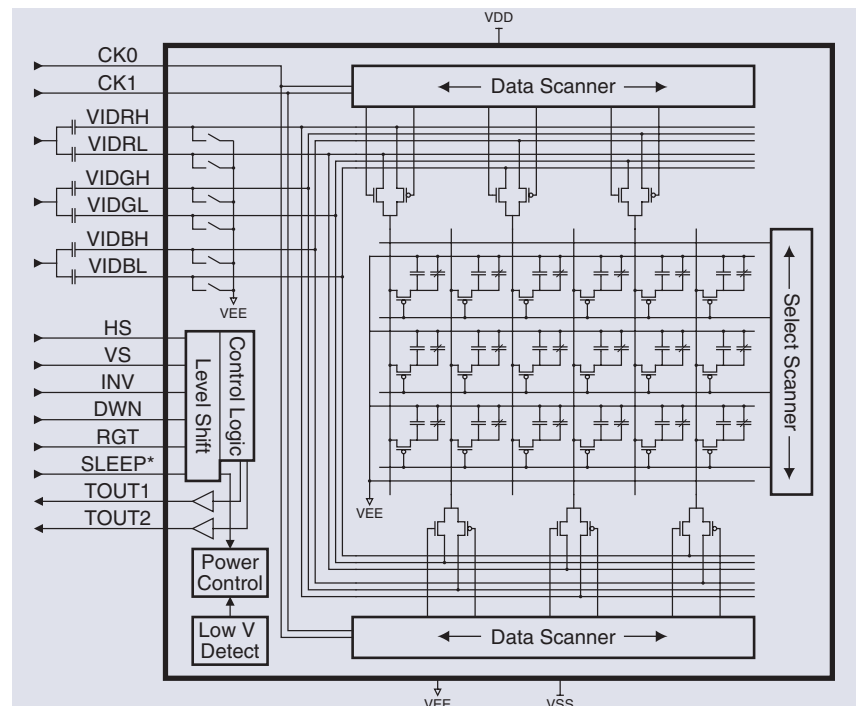 VDD
CK0
CK1
Data Scanner
VIDRH
VIDRL
VIDGH
VIDGL
VIDBH
VIDBL
VEE
Select Scanner
HS
VS
INV
DWN
RGT
SLEEP*
TOUT1
TOUT2
Level Shift
Control Logic
VEE
Power
Control
Low V
Detect
Data Scanner
VEE
VSS